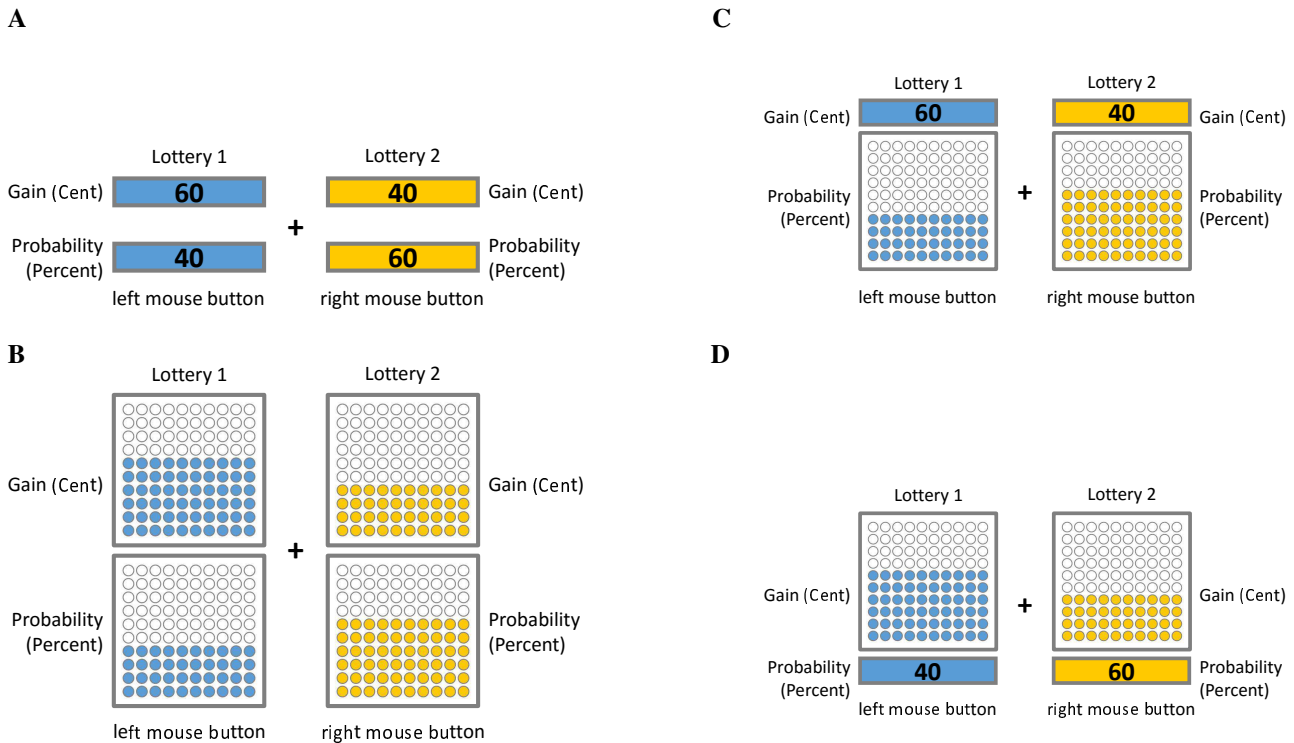 A
Lottery 1 Lottery 2
Gain (Cent) 60 40 Gain (Cent)
+
Probability (Percent) 40 60 Probability (Percent)
left mouse button right mouse button
B
Lottery 1 Lottery 2
Gain (Cent) Gain (Cent)
+
Probability (Percent) Probability (Percent)
left mouse button right mouse button
C
Lottery 1 Lottery 2
Gain (Cent) 60 40 Gain (Cent)
+
Probability (Percent) Probability (Percent)
left mouse button right mouse button
D
Lottery 1 Lottery 2
Gain (Cent) Gain (Cent)
+
Probability (Percent) 40 60 Probability (Percent)
left mouse button right mouse button